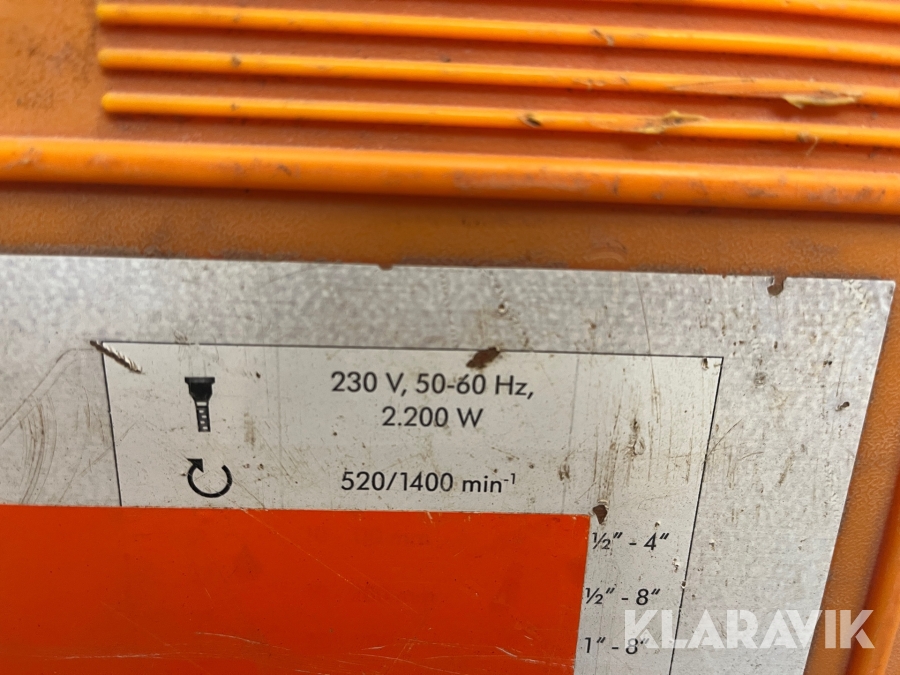 230 V, 50-60 Hz,
2.200 W
520/1400 min⁻¹
½" - 4"
½" - 8"
1" - 8"
KLARAVIK